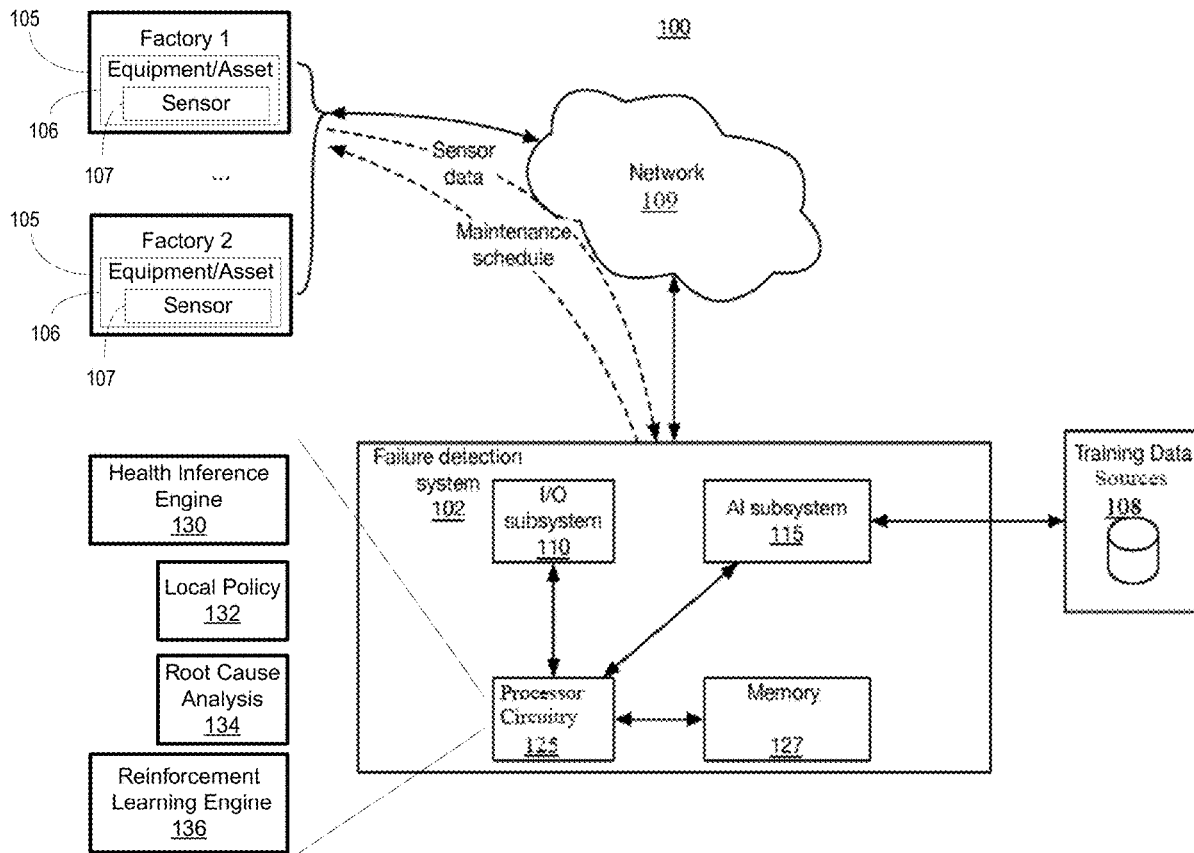 100
105
Factory 1
Equipment/Asset
106
Sensor
107
...
105
Factory 2
Equipment/Asset
106
Sensor
107
Sensor
data
Maintenance
schedule
Network
109
Failure detection
system
102
I/O
subsystem
110
AI subsystem
115
Training Data
Sources
108
Processor
Circuitry
125
Memory
127
Health Inference
Engine
130
Local Policy
132
Root Cause
Analysis
134
Reinforcement
Learning Engine
136